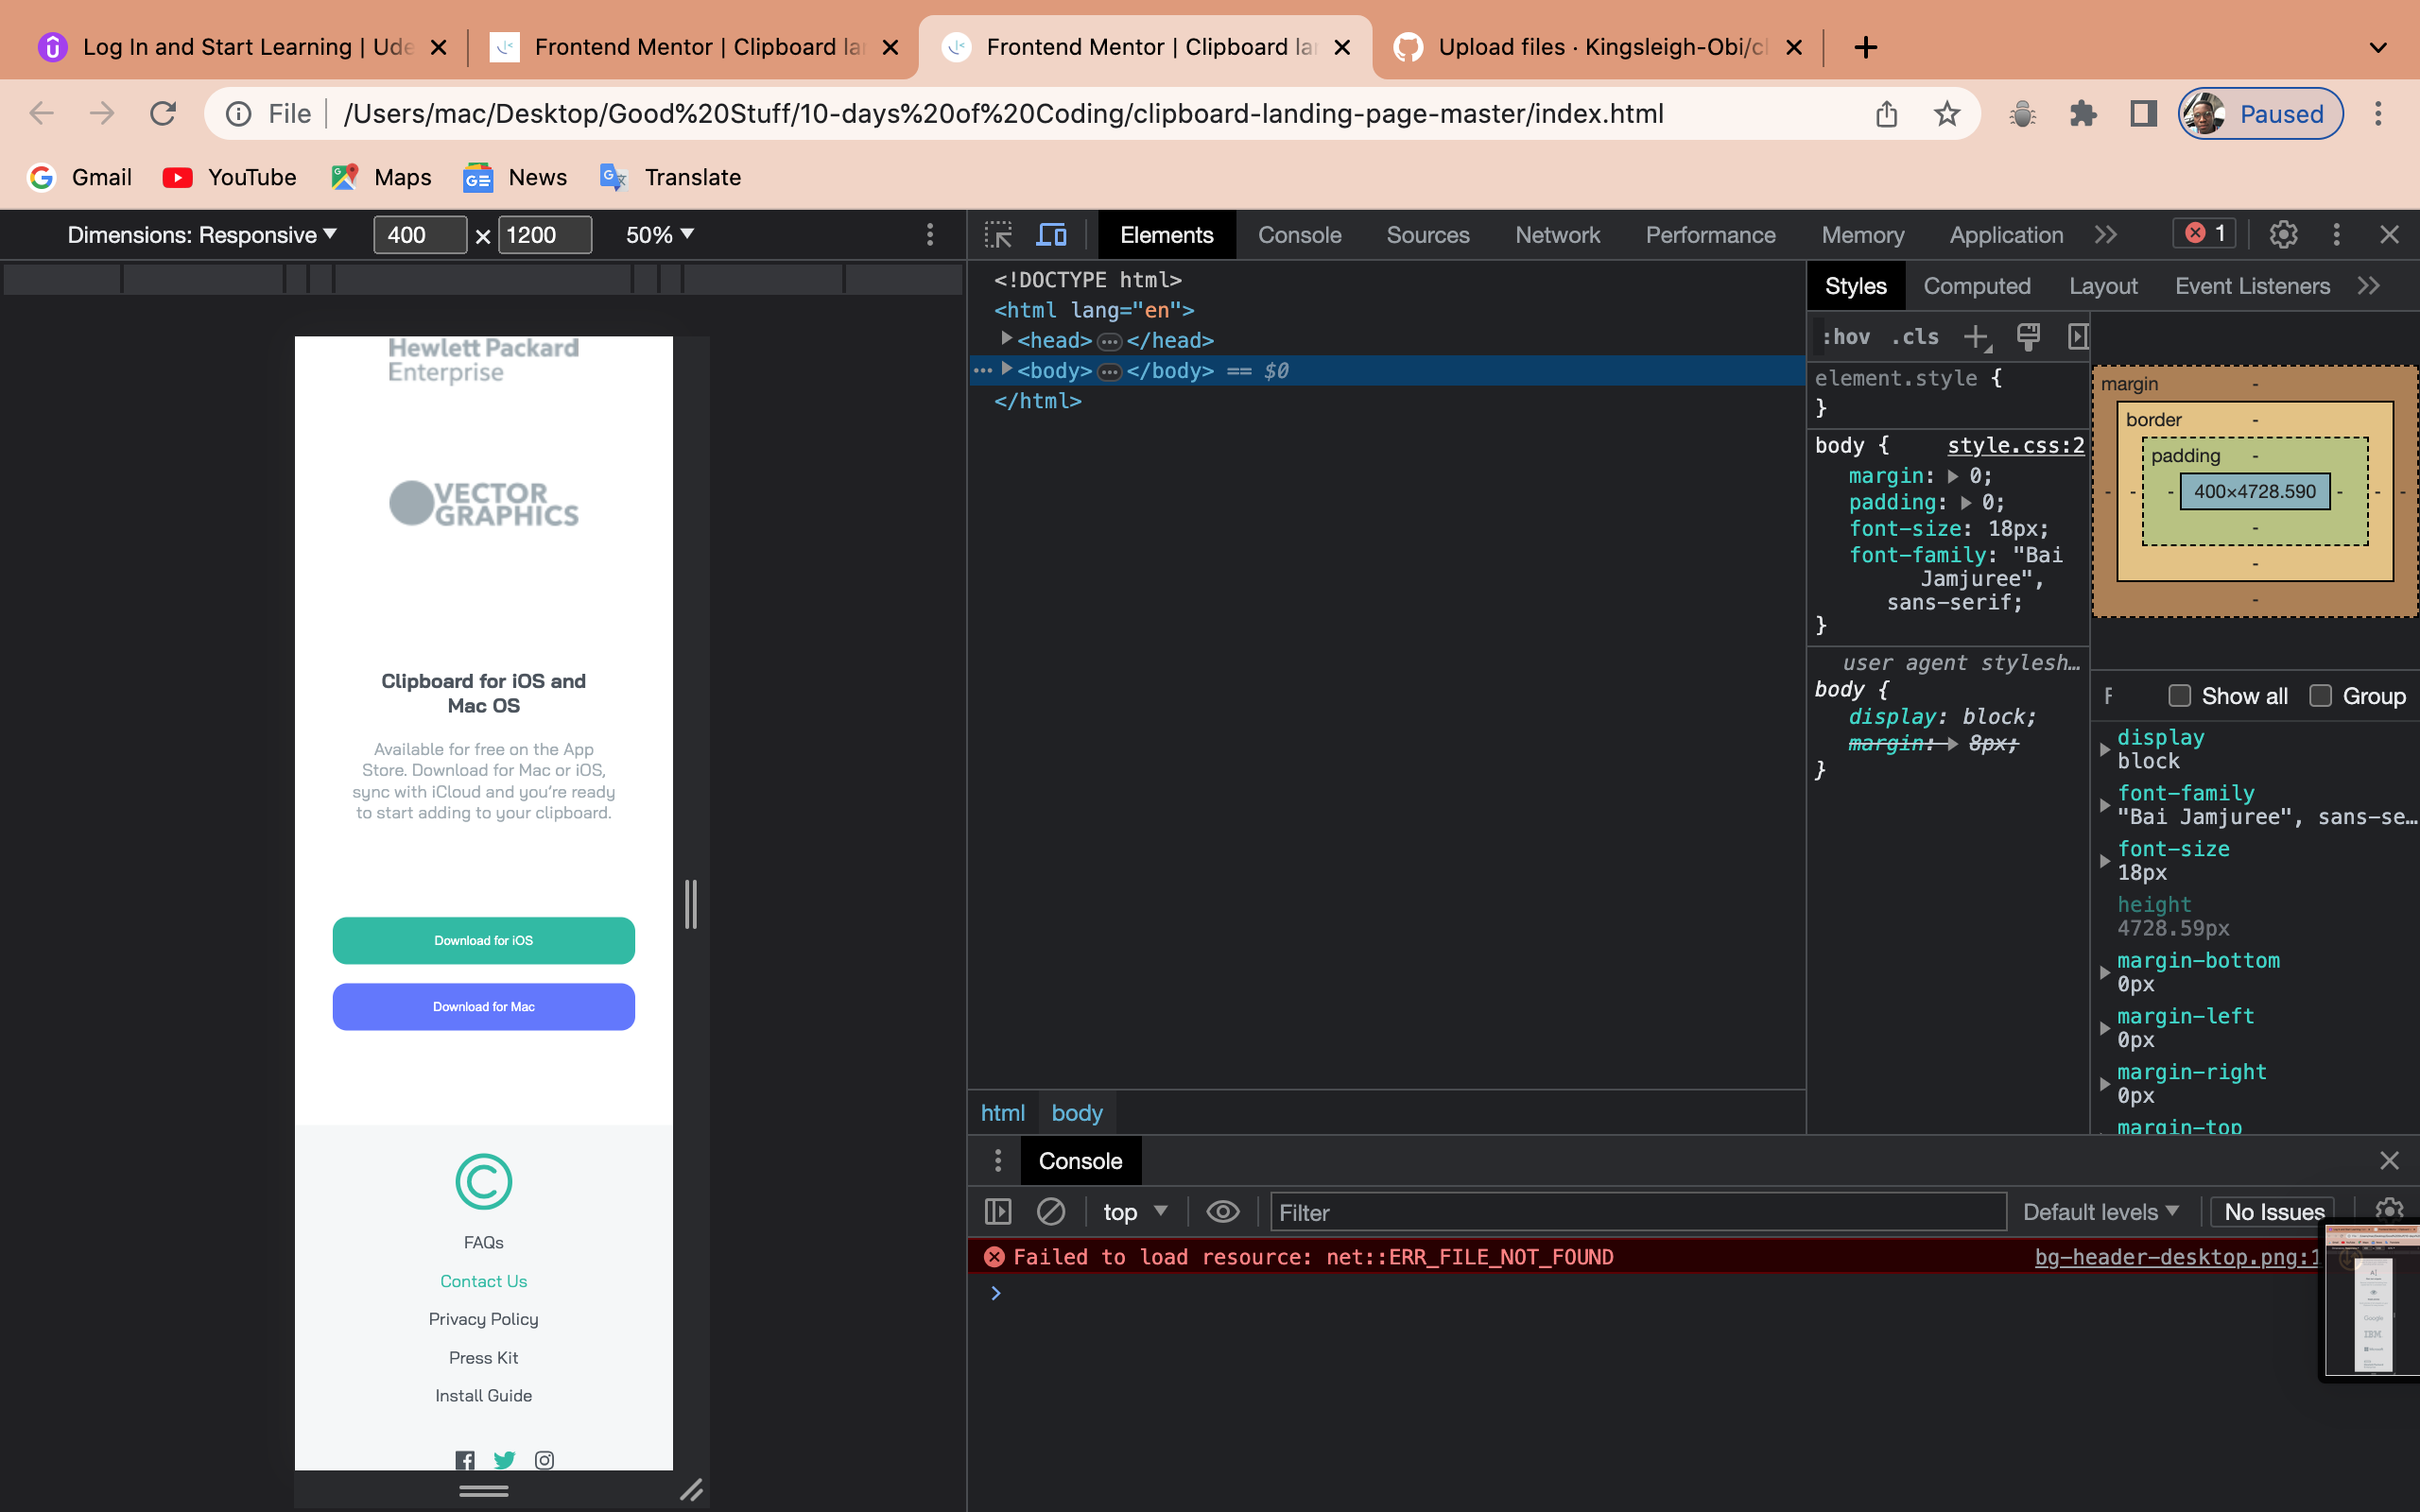 Log In and Start Learning | Ude
Frontend Mentor | Clipboard la
Frontend Mentor | Clipboard la
Upload files · Kingsleigh-Obi/cl
File
/Users/mac/Desktop/Good%20Stuff/10-days%20of%20Coding/clipboard-landing-page-master/index.html
Paused
Gmail
YouTube
Maps
News
Translate
Dimensions: Responsive
400 × 1200
50%
Hewlett Packard
Enterprise
VECTOR
GRAPHICS
Clipboard for iOS and
Mac OS
Available for free on the App
Store. Download for Mac or iOS,
sync with iCloud and you’re ready
to start adding to your clipboard.
Download for iOS
Download for Mac
FAQs
Contact Us
Privacy Policy
Press Kit
Install Guide
Elements
Console
Sources
Network
Performance
Memory
Application
1
<!DOCTYPE html>
<html lang="en">
<head>…</head>
… <body>…</body> == $0
</html>
html body
Styles
Computed
Layout
Event Listeners
:hov .cls
element.style {
}
body { style.css:2
margin: 0;
padding: 0;
font-size: 18px;
font-family: "Bai
Jamjuree",
sans-serif;
}
user agent stylesh…
body {
display: block;
margin: 8px;
}
margin -
border -
padding -
- - - 400×4728.590 - - -
-
-
-
F
Show all
Group
display
block
font-family
"Bai Jamjuree", sans-se…
font-size
18px
height
4728.59px
margin-bottom
0px
margin-left
0px
margin-right
0px
margin-top
Console
top
Filter
Default levels
No Issues
Failed to load resource: net::ERR_FILE_NOT_FOUND
bg-header-desktop.png:1
Google
IBM